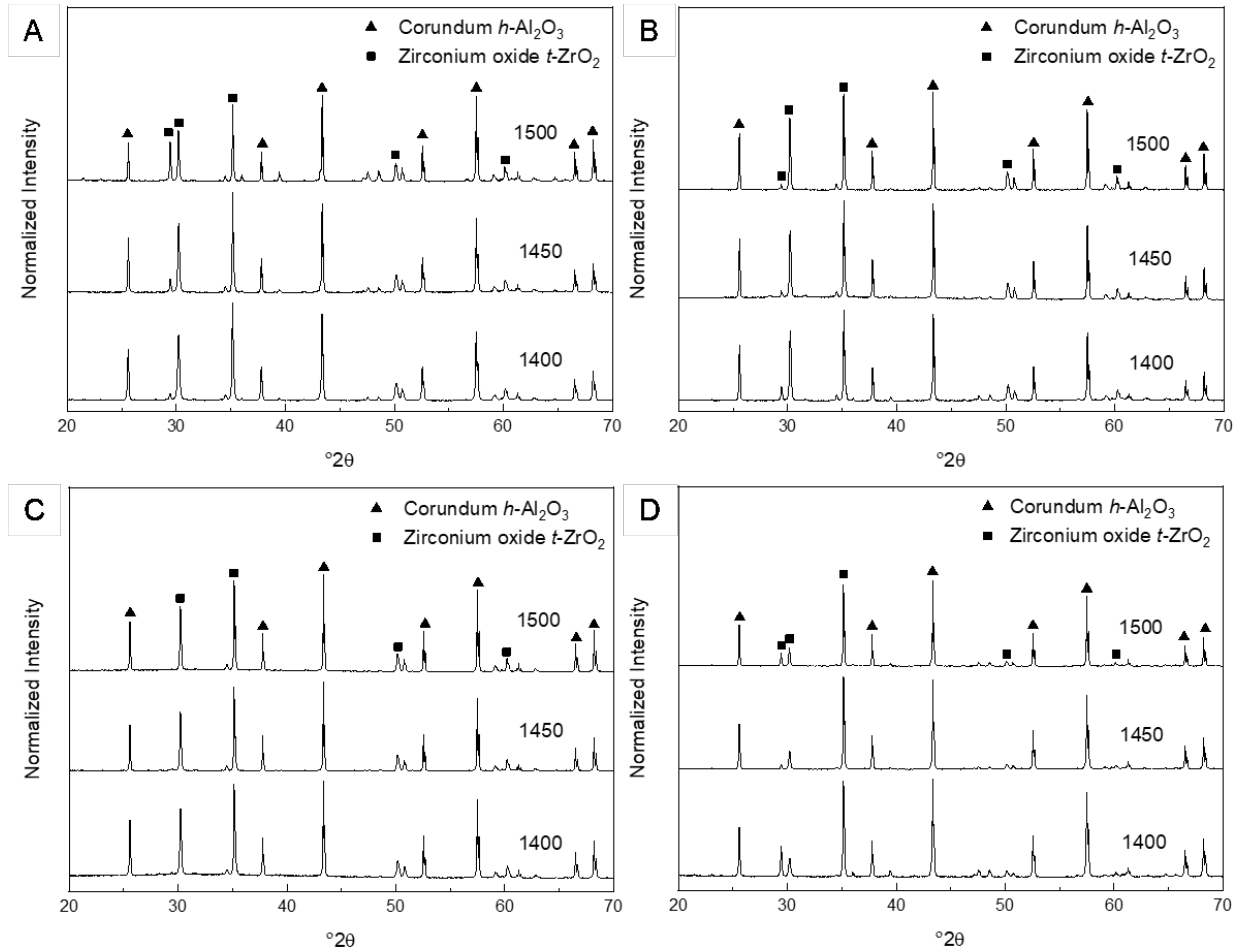 A
▲ Corundum h-Al₂O₃
● Zirconium oxide t-ZrO₂
1500
1450
1400
Normalized Intensity
20 30 40 50 60 70
°2θ
B
▲ Corundum h-Al₂O₃
■ Zirconium oxide t-ZrO₂
1500
1450
1400
Normalized Intensity
20 30 40 50 60 70
°2θ
C
▲ Corundum h-Al₂O₃
■ Zirconium oxide t-ZrO₂
1500
1450
1400
Normalized Intensity
20 30 40 50 60 70
°2θ
D
▲ Corundum h-Al₂O₃
■ Zirconium oxide t-ZrO₂
1500
1450
1400
Normalized Intensity
20 30 40 50 60 70
°2θ